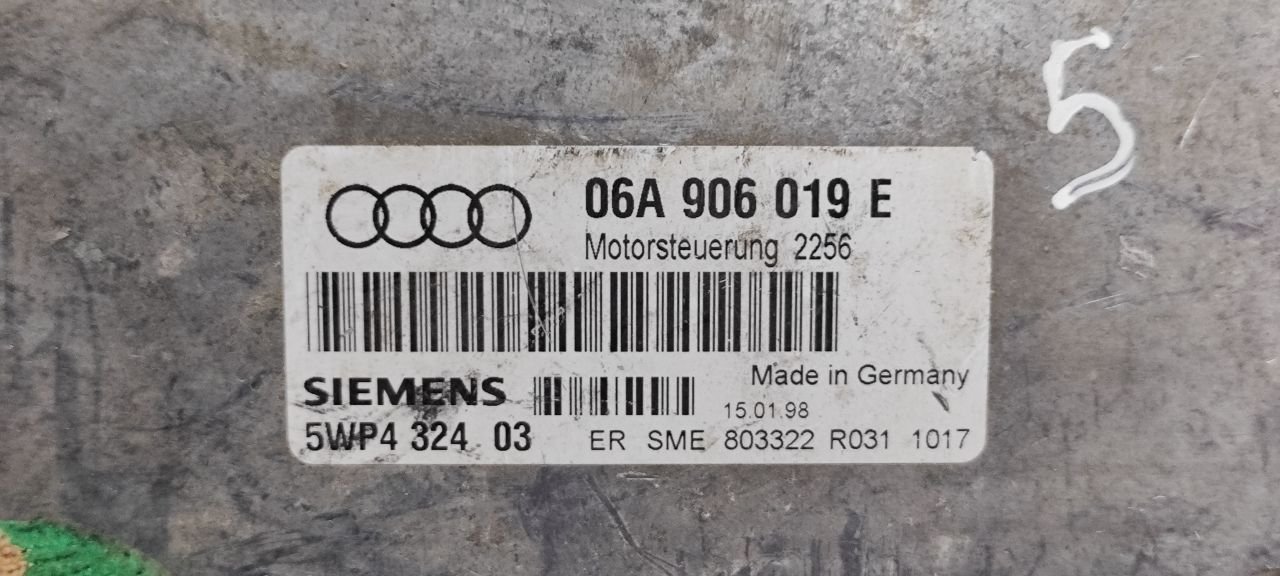 5
06A 906 019 E
Motorsteuerung 2256
SIEMENS
Made in Germany
15.01.98
5WP4 324 03
ER SME 803322 R031 1017